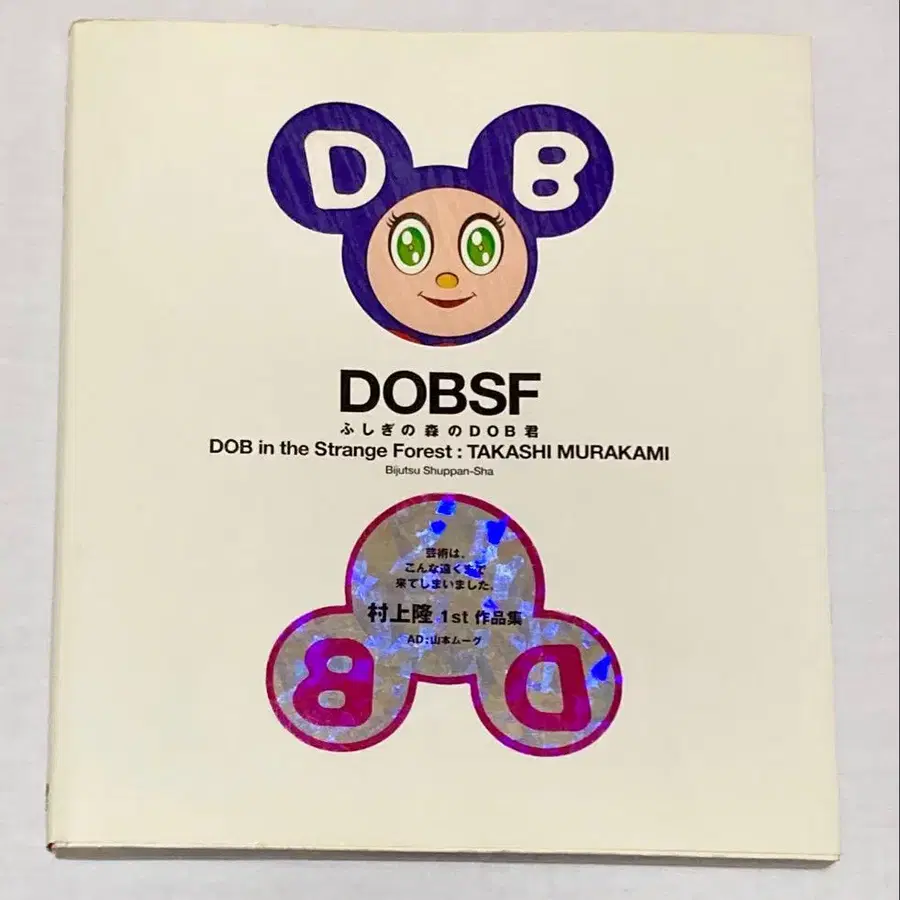 D B
DOBSF
ふしぎの森のDOB君
DOB in the Strange Forest : TAKASHI MURAKAMI
Bijutsu Shuppan-Sha
芸術は、
こんな遠くまで
来てしまいました。
村上隆 1st 作品集
AD:山本ムーグ
B D